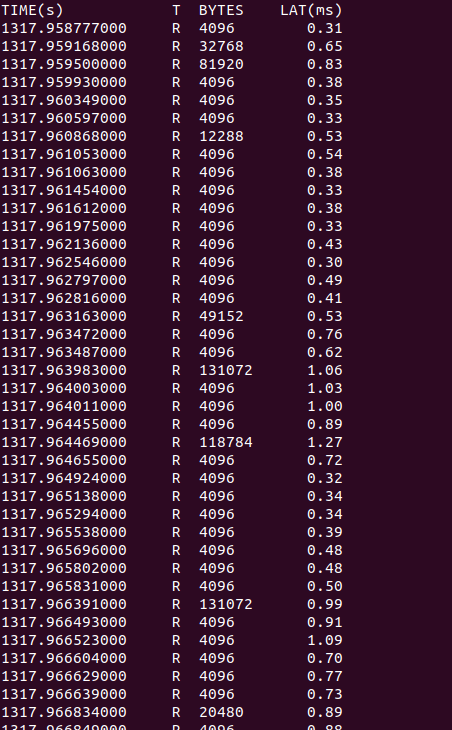 TIME(s) T BYTES LAT(ms)
1317.958777000 R 4096 0.31
1317.959168000 R 32768 0.65
1317.959500000 R 81920 0.83
1317.959930000 R 4096 0.38
1317.960349000 R 4096 0.35
1317.960597000 R 4096 0.33
1317.960868000 R 12288 0.53
1317.961053000 R 4096 0.54
1317.961063000 R 4096 0.38
1317.961454000 R 4096 0.33
1317.961612000 R 4096 0.38
1317.961975000 R 4096 0.33
1317.962136000 R 4096 0.43
1317.962546000 R 4096 0.30
1317.962797000 R 4096 0.49
1317.962816000 R 4096 0.41
1317.963163000 R 49152 0.53
1317.963472000 R 4096 0.76
1317.963487000 R 4096 0.62
1317.963983000 R 131072 1.06
1317.964003000 R 4096 1.03
1317.964011000 R 4096 1.00
1317.964455000 R 4096 0.89
1317.964469000 R 118784 1.27
1317.964655000 R 4096 0.72
1317.964924000 R 4096 0.32
1317.965138000 R 4096 0.34
1317.965294000 R 4096 0.34
1317.965538000 R 4096 0.39
1317.965696000 R 4096 0.48
1317.965802000 R 4096 0.48
1317.965831000 R 4096 0.50
1317.966391000 R 131072 0.99
1317.966493000 R 4096 0.91
1317.966523000 R 4096 1.09
1317.966604000 R 4096 0.70
1317.966629000 R 4096 0.77
1317.966639000 R 4096 0.73
1317.966834000 R 20480 0.89
1317.966849000 R 4096 0.88